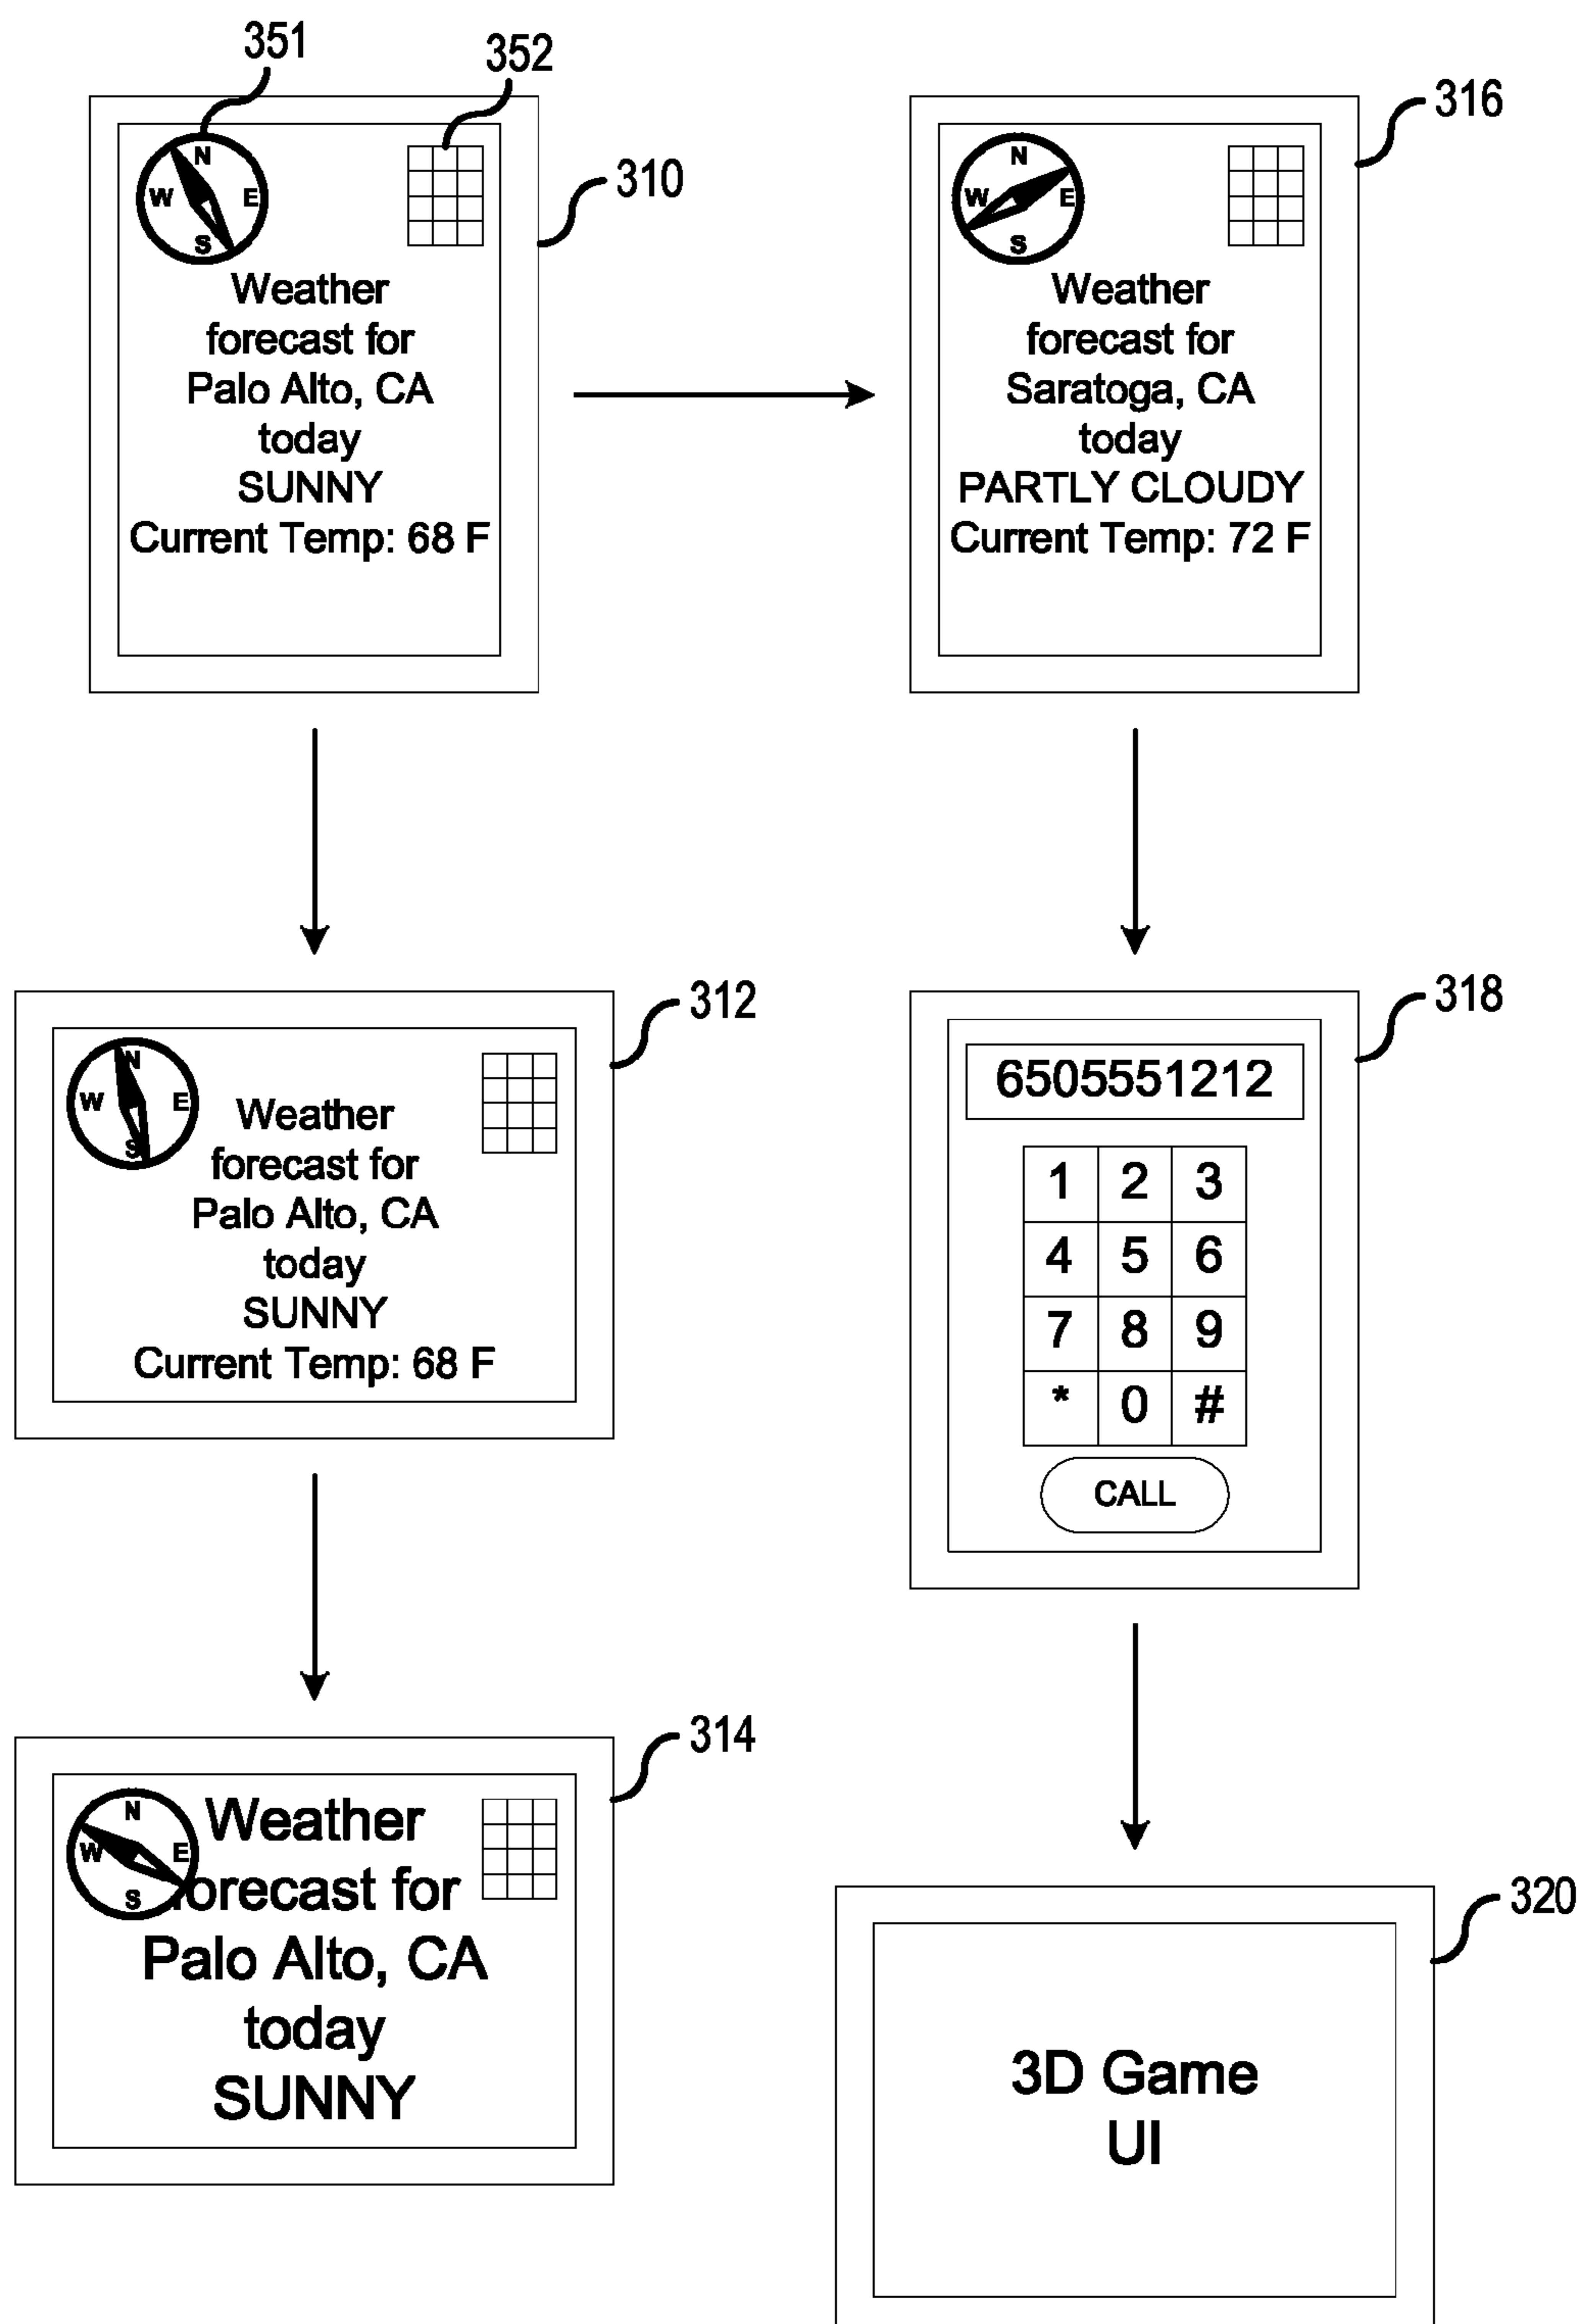 351
352
310
N
W E
S
Weather
forecast for
Palo Alto, CA
today
SUNNY
Current Temp: 68 F
316
N
W E
S
Weather
forecast for
Saratoga, CA
today
PARTLY CLOUDY
Current Temp: 72 F
312
N
W E
S
Weather
forecast for
Palo Alto, CA
today
SUNNY
Current Temp: 68 F
318
6505551212
1 2 3
4 5 6
7 8 9
* 0 #
CALL
314
N
W E
S
Weather
forecast for
Palo Alto, CA
today
SUNNY
320
3D Game
UI